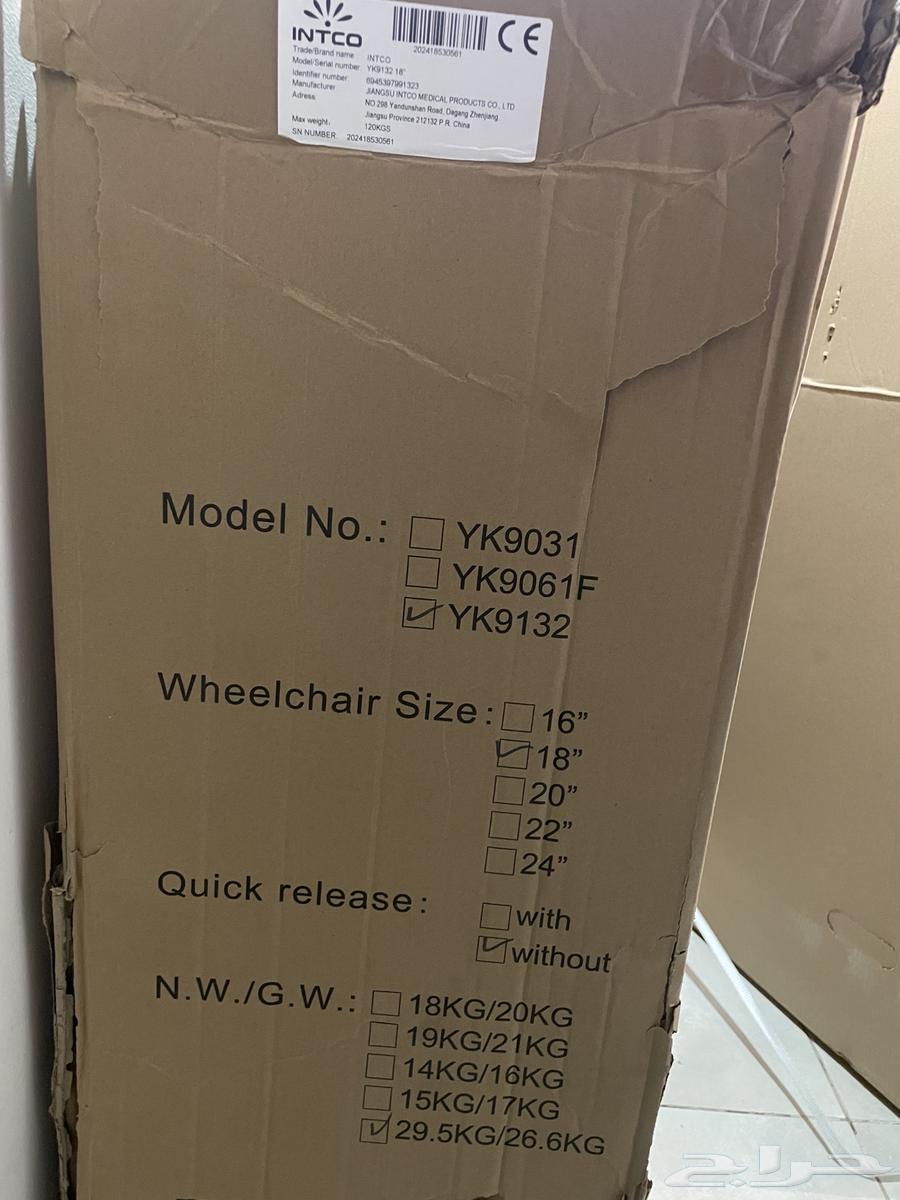 INTCO
202418530561
CE
Trade/Brand name INTCO
Model/Serial number YK9132 18"
Identifier number 6945397991323
Manufacturer JIANGSU INTCO MEDICAL PRODUCTS CO., LTD
Adress NO.298 Yandunshan Road, Dagang Zhenjiang.
Jiangsu Province 212132 P.R. China
Max weight. 120KGS
SN NUMBER. 202418530561
Model No.: YK9031
YK9061F
YK9132
Wheelchair Size: 16”
18”
20”
22”
24”
Quick release: with
without
N.W./G.W.: 18KG/20KG
19KG/21KG
14KG/16KG
15KG/17KG
29.5KG/26.6KG
حراج